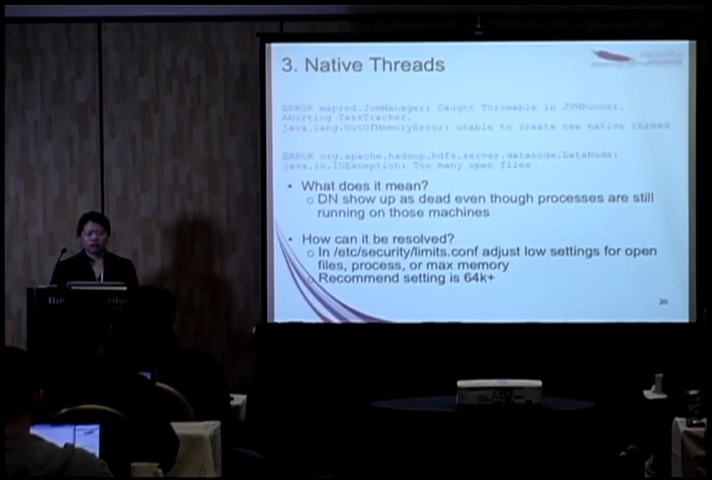 3. Native Threads
ERROR mapred.JvmManager: Caught Throwable in JVMRunner.
Aborting TaskTracker.
java.lang.OutOfMemoryError: unable to create new native thread
ERROR org.apache.hadoop.hdfs.server.datanode.DataNode:
java.io.IOException: Too many open files
• What does it mean?
○ DN show up as dead even though processes are still
running on those machines
• How can it be resolved?
○ In /etc/security/limits.conf adjust low settings for open
files, process, or max memory
○ Recommend setting is 64k+
20